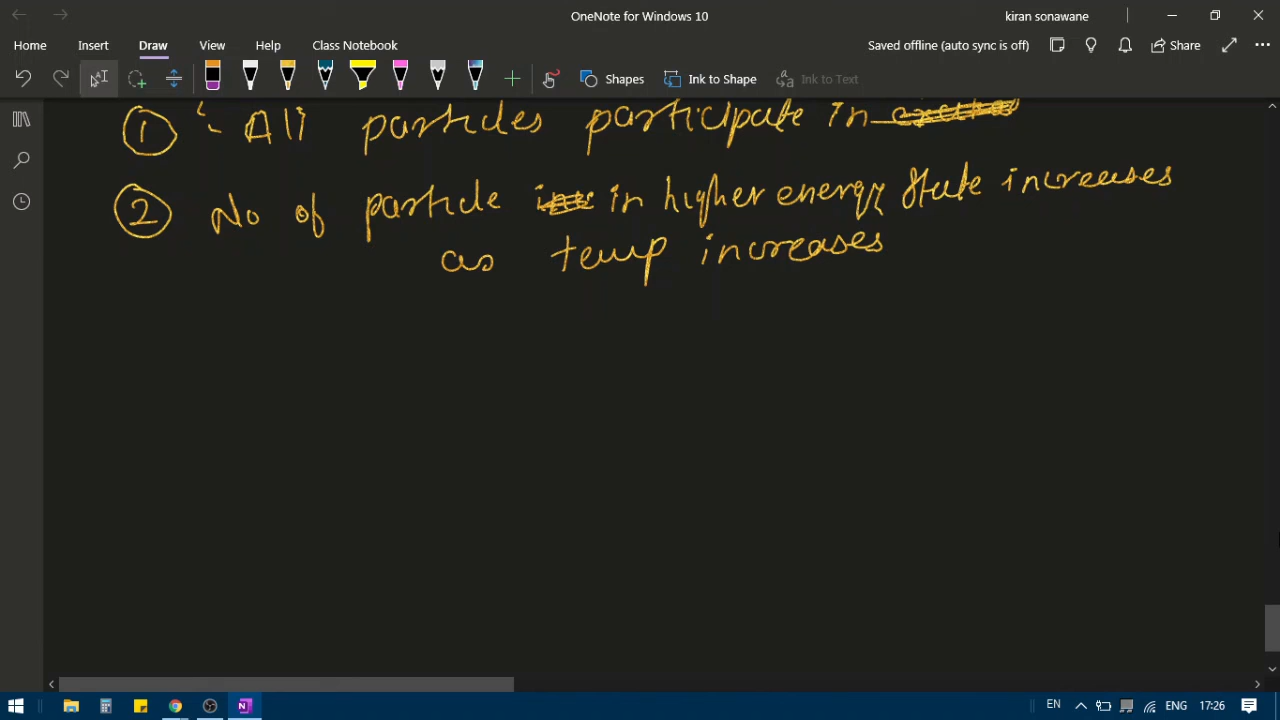 OneNote for Windows 10
kiran sonawane
Home Insert Draw View Help Class Notebook
Saved offline (auto sync is off)
Share
Shapes
Ink to Shape
Ink to Text
① ∵ All particles participate in
② No of particle in higher energy state increases
as temp increases
EN
ENG
17:26